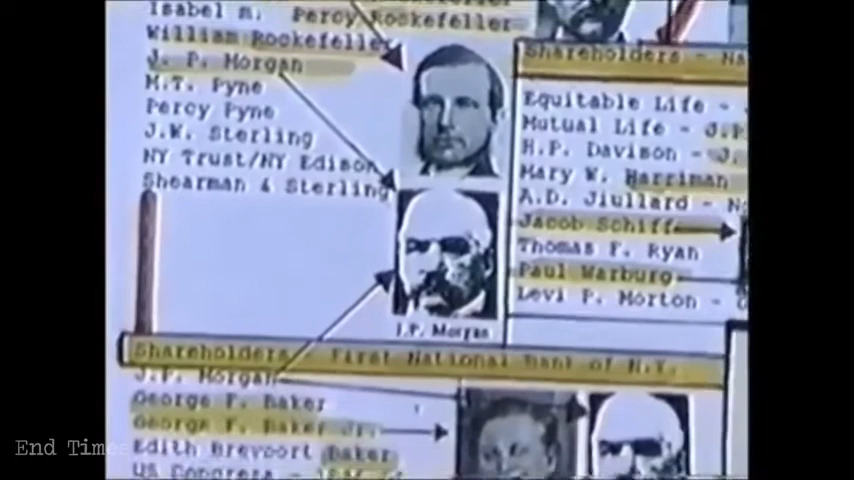 Isabel m. Percy Rockefeller
William Rockefeller
J. P. Morgan
M.T. Pyne
Percy Pyne
J.W. Sterling
NY Trust/NY Edison
Shearman & Sterling
J.P. Morgan
Shareholders - Na
Equitable Life -
Mutual Life - J.P
H.P. Davison - J.
Mary W. Harriman
A.D. Jiullard - N
Jacob Schiff
Thomas F. Ryan
Paul Warburg
Levi P. Morton -
Shareholders - First National Bank of N.Y.
J.P. Morgan
George F. Baker
George F. Baker Jr.
Edith Brevoort Baker
US Congress -
End Times